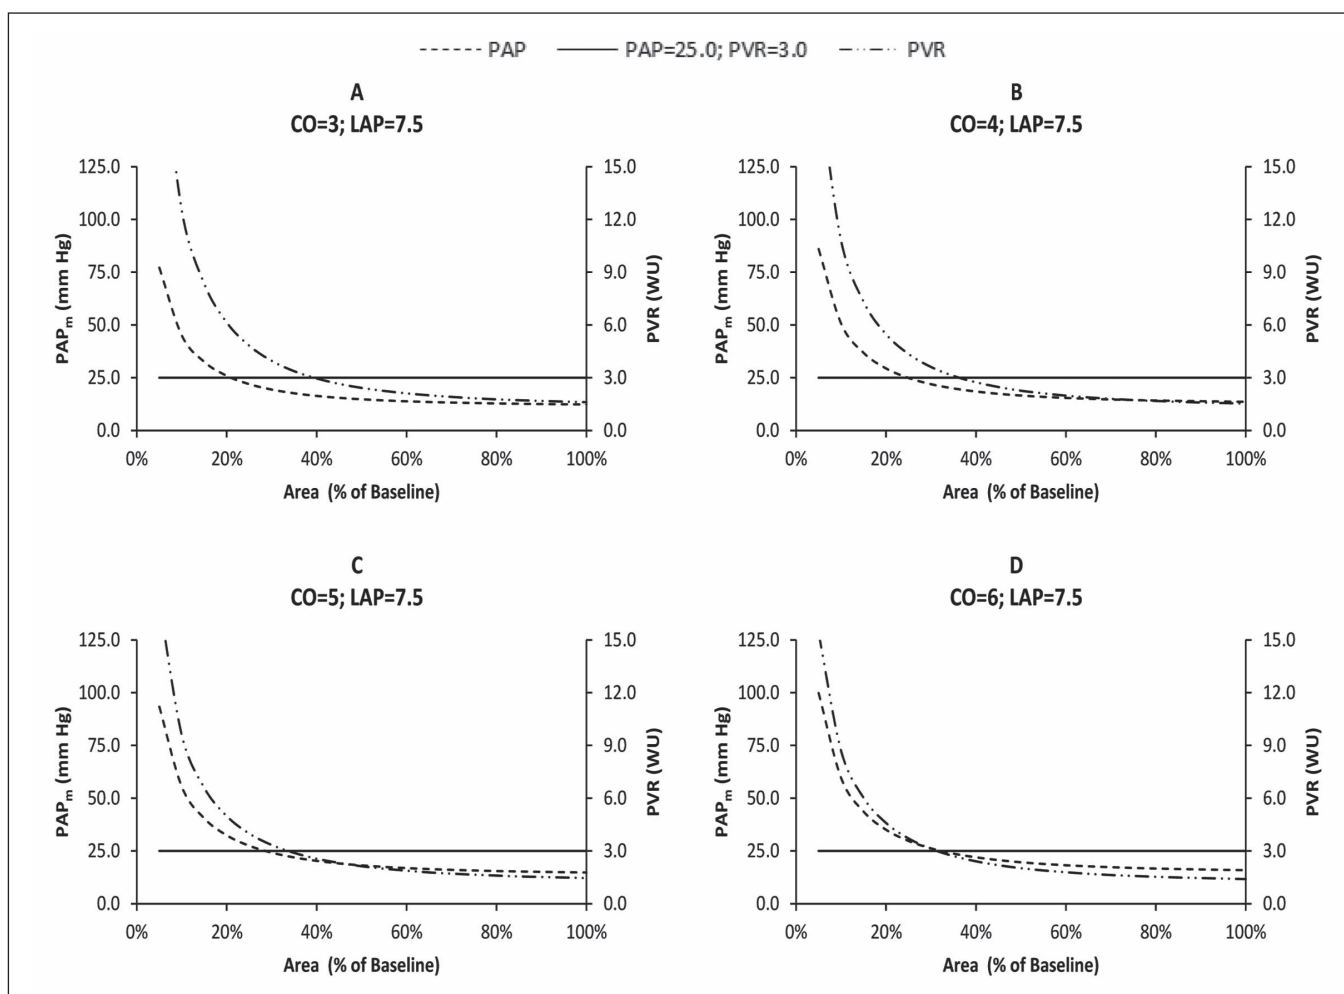 PAP PAP=25.0; PVR=3.0 PVR
A
CO=3; LAP=7.5
125.0
100.0
75.0
50.0
25.0
0.0
PAPm (mm Hg)
15.0
12.0
9.0
6.0
3.0
0.0
PVR (WU)
0% 20% 40% 60% 80% 100%
Area (% of Baseline)
B
CO=4; LAP=7.5
125.0
100.0
75.0
50.0
25.0
0.0
PAPm (mm Hg)
15.0
12.0
9.0
6.0
3.0
0.0
PVR (WU)
0% 20% 40% 60% 80% 100%
Area (% of Baseline)
C
CO=5; LAP=7.5
125.0
100.0
75.0
50.0
25.0
0.0
PAPm (mm Hg)
15.0
12.0
9.0
6.0
3.0
0.0
PVR (WU)
0% 20% 40% 60% 80% 100%
Area (% of Baseline)
D
CO=6; LAP=7.5
125.0
100.0
75.0
50.0
25.0
0.0
PAPm (mm Hg)
15.0
12.0
9.0
6.0
3.0
0.0
PVR (WU)
0% 20% 40% 60% 80% 100%
Area (% of Baseline)